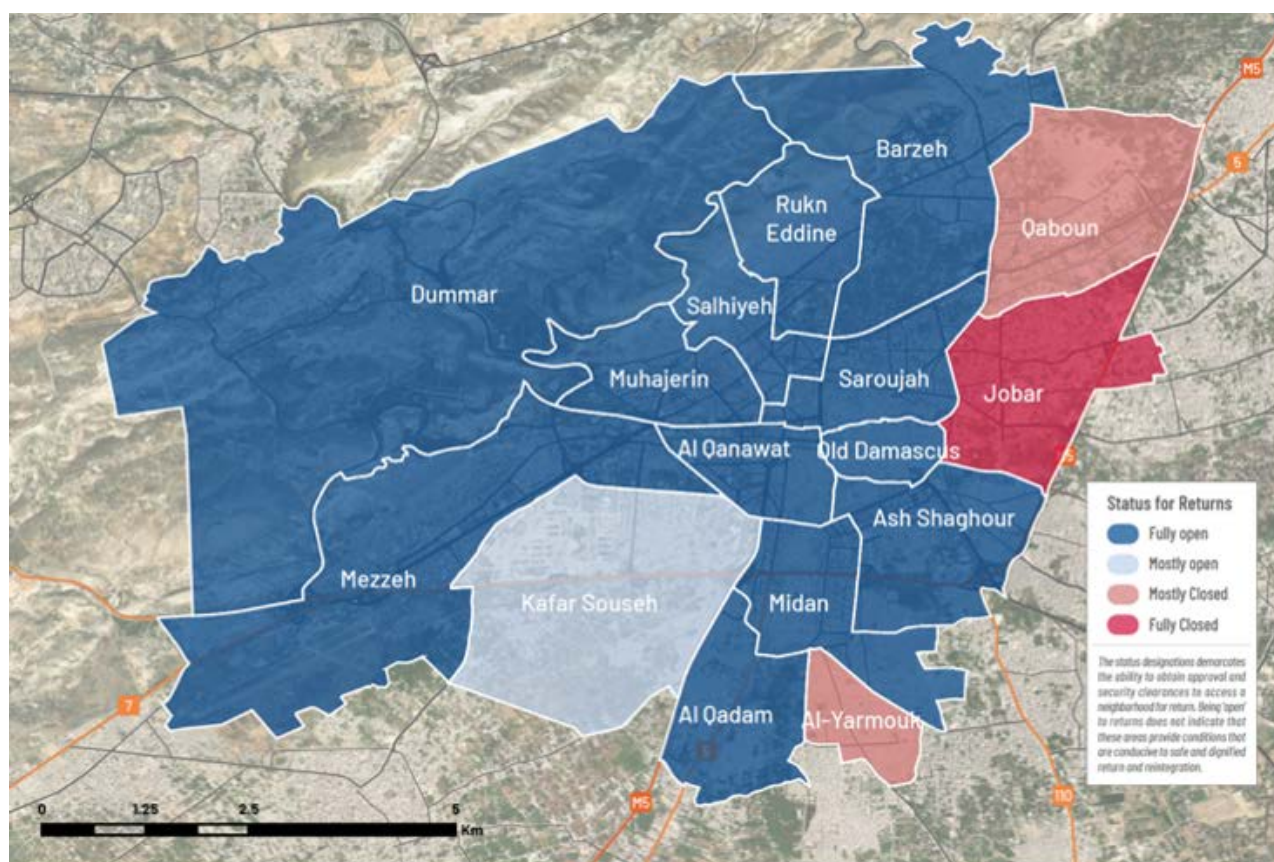 M5
5
Barzeh
Rukn
Eddine
Qaboun
Dummar
Salhiyeh
Muhajerin
Saroujah
Jobar
Al Qanawat
Old Damascus
Ash Shaghour
Mezzeh
Kafar Souseh
Midan
Al Qadam
Al-Yarmouk
7
M5
110
Status for Returns
Fully open
Mostly open
Mostly Closed
Fully Closed
The status designations demarcates
the ability to obtain approval and
security clearances to access a
neighborhood for return. Being 'open'
to returns does not indicate that
these areas provide conditions that
are conducive to safe and dignified
return and reintegration.
0 1.25 2.5 5
Km